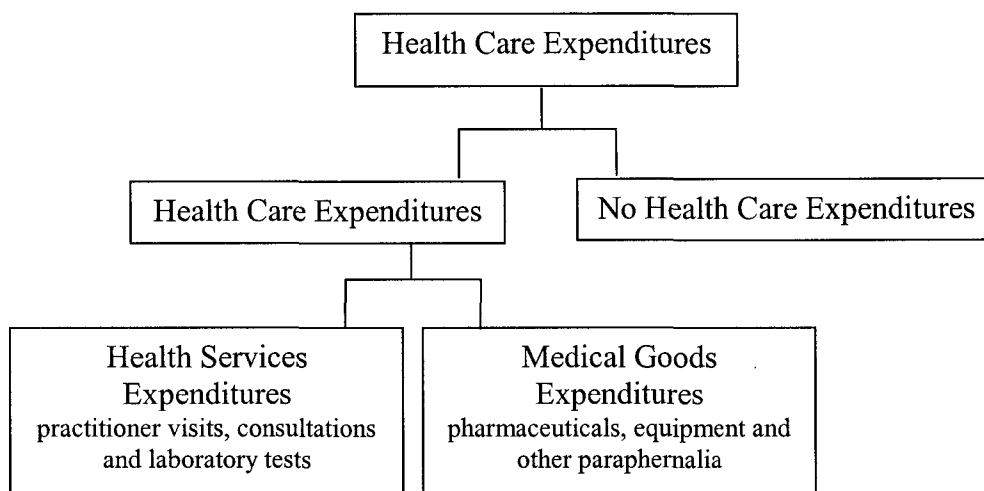 Health Care Expenditures
Health Care Expenditures
No Health Care Expenditures
Health Services
Expenditures
practitioner visits, consultations
and laboratory tests
Medical Goods
Expenditures
pharmaceuticals, equipment and
other paraphernalia